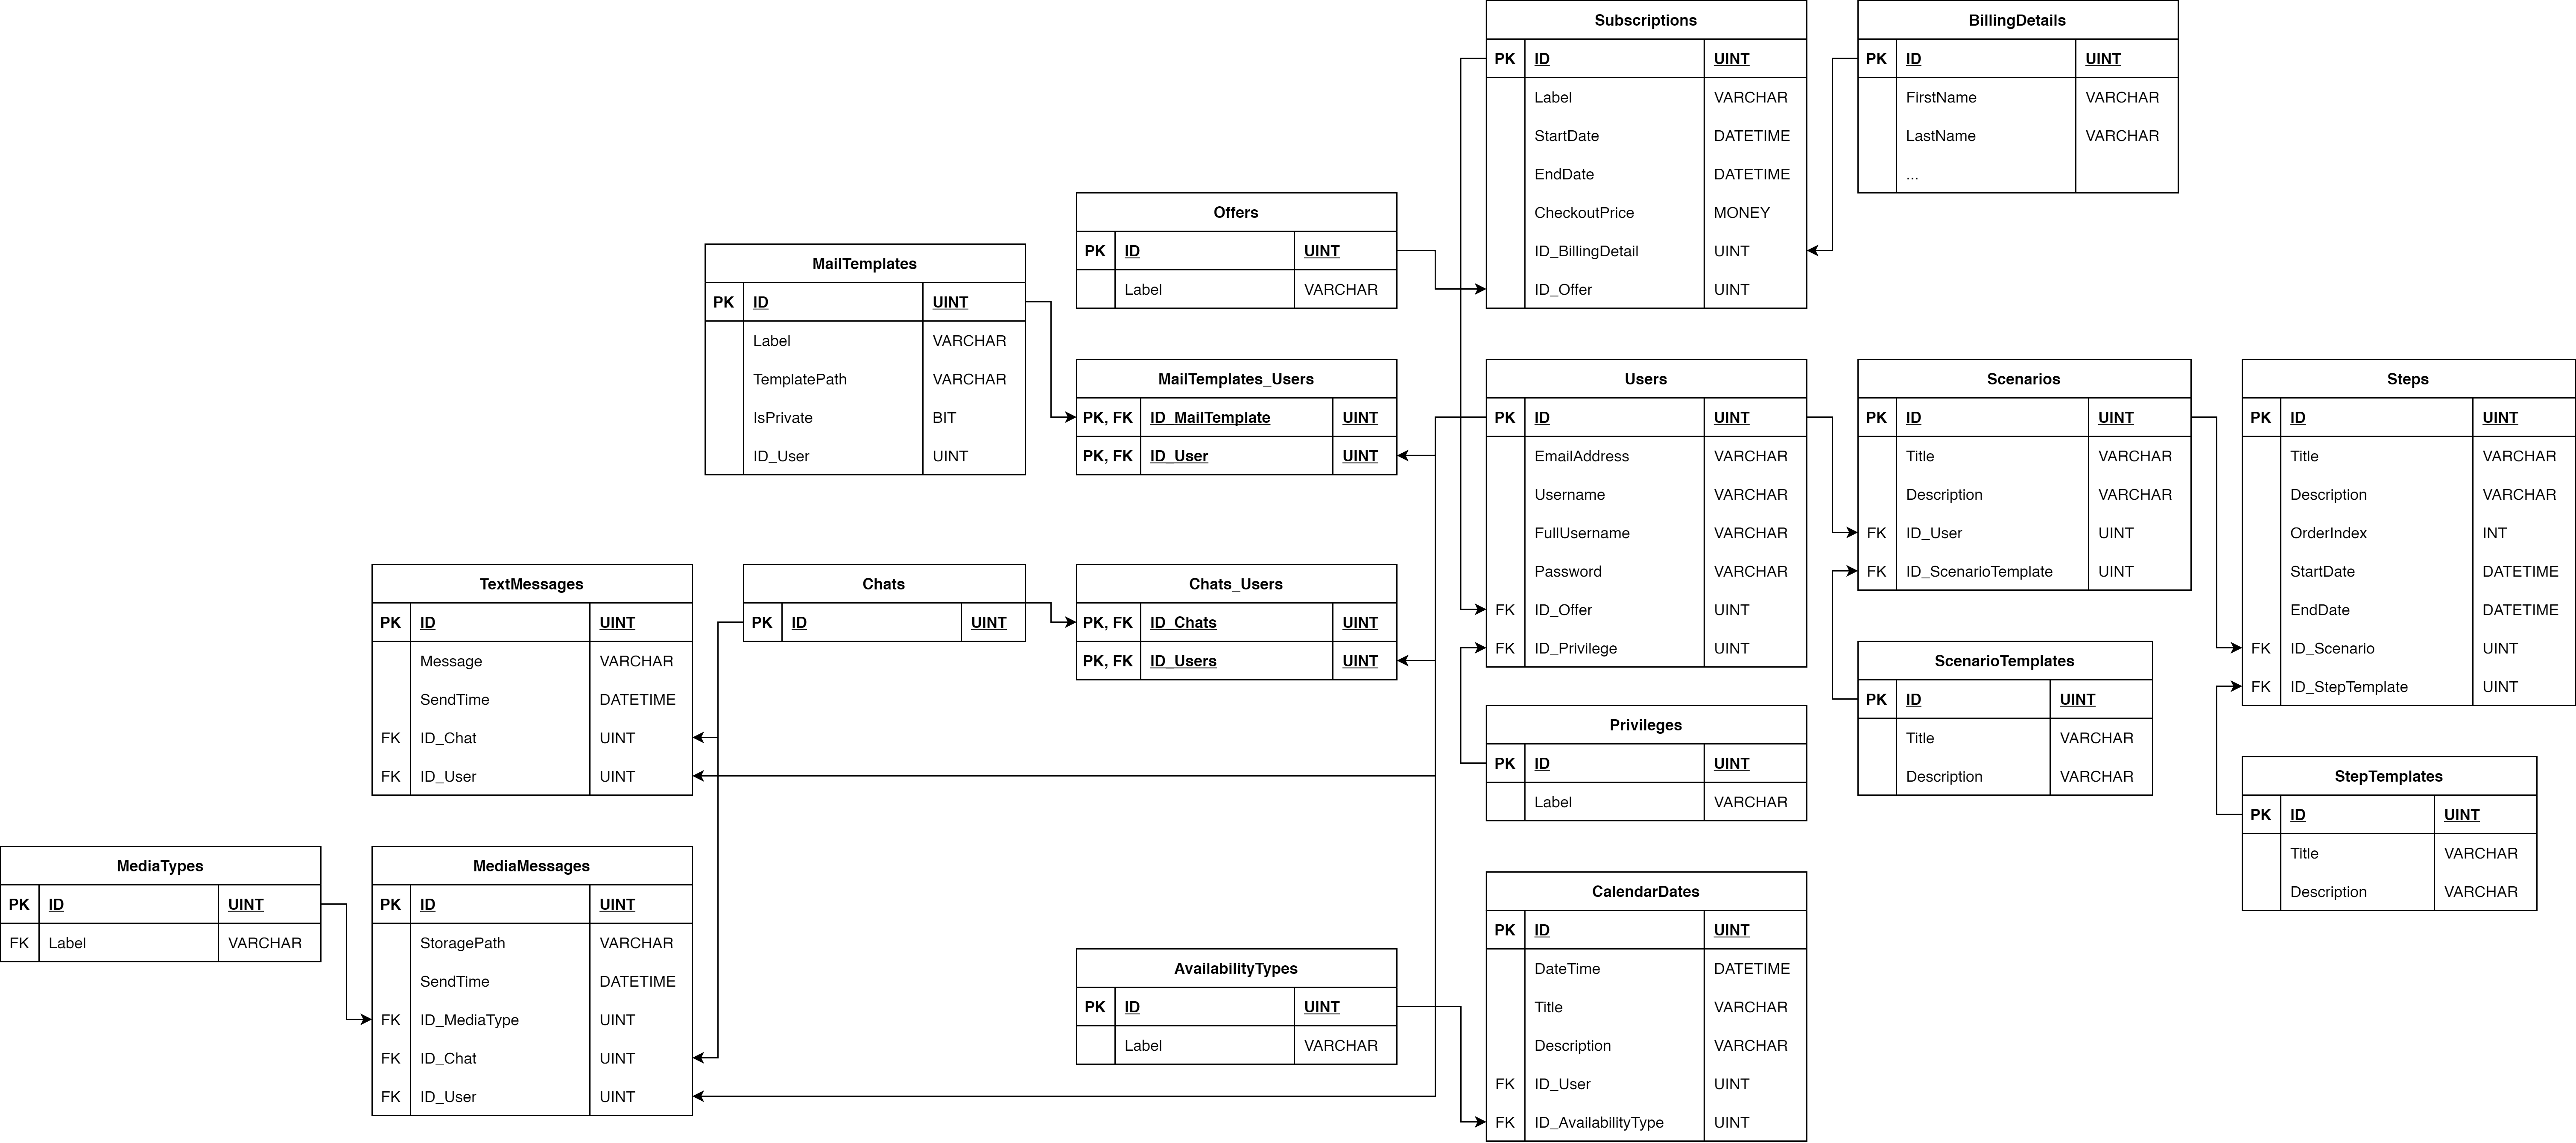 Subscriptions
PK ID UINT
Label VARCHAR
StartDate DATETIME
EndDate DATETIME
CheckoutPrice MONEY
ID_BillingDetail UINT
ID_Offer UINT
BillingDetails
PK ID UINT
FirstName VARCHAR
LastName VARCHAR
...
Offers
PK ID UINT
Label VARCHAR
MailTemplates
PK ID UINT
Label VARCHAR
TemplatePath VARCHAR
IsPrivate BIT
ID_User UINT
MailTemplates_Users
PK, FK ID_MailTemplate UINT
PK, FK ID_User UINT
Users
PK ID UINT
EmailAddress VARCHAR
Username VARCHAR
FullUsername VARCHAR
Password VARCHAR
FK ID_Offer UINT
FK ID_Privilege UINT
Scenarios
PK ID UINT
Title VARCHAR
Description VARCHAR
FK ID_User UINT
FK ID_ScenarioTemplate UINT
Steps
PK ID UINT
Title VARCHAR
Description VARCHAR
OrderIndex INT
StartDate DATETIME
EndDate DATETIME
FK ID_Scenario UINT
FK ID_StepTemplate UINT
TextMessages
PK ID UINT
Message VARCHAR
SendTime DATETIME
FK ID_Chat UINT
FK ID_User UINT
Chats
PK ID UINT
Chats_Users
PK, FK ID_Chats UINT
PK, FK ID_Users UINT
ScenarioTemplates
PK ID UINT
Title VARCHAR
Description VARCHAR
Privileges
PK ID UINT
Label VARCHAR
StepTemplates
PK ID UINT
Title VARCHAR
Description VARCHAR
MediaTypes
PK ID UINT
FK Label VARCHAR
MediaMessages
PK ID UINT
StoragePath VARCHAR
SendTime DATETIME
FK ID_MediaType UINT
FK ID_Chat UINT
FK ID_User UINT
AvailabilityTypes
PK ID UINT
Label VARCHAR
CalendarDates
PK ID UINT
DateTime DATETIME
Title VARCHAR
Description VARCHAR
FK ID_User UINT
FK ID_AvailabilityType UINT